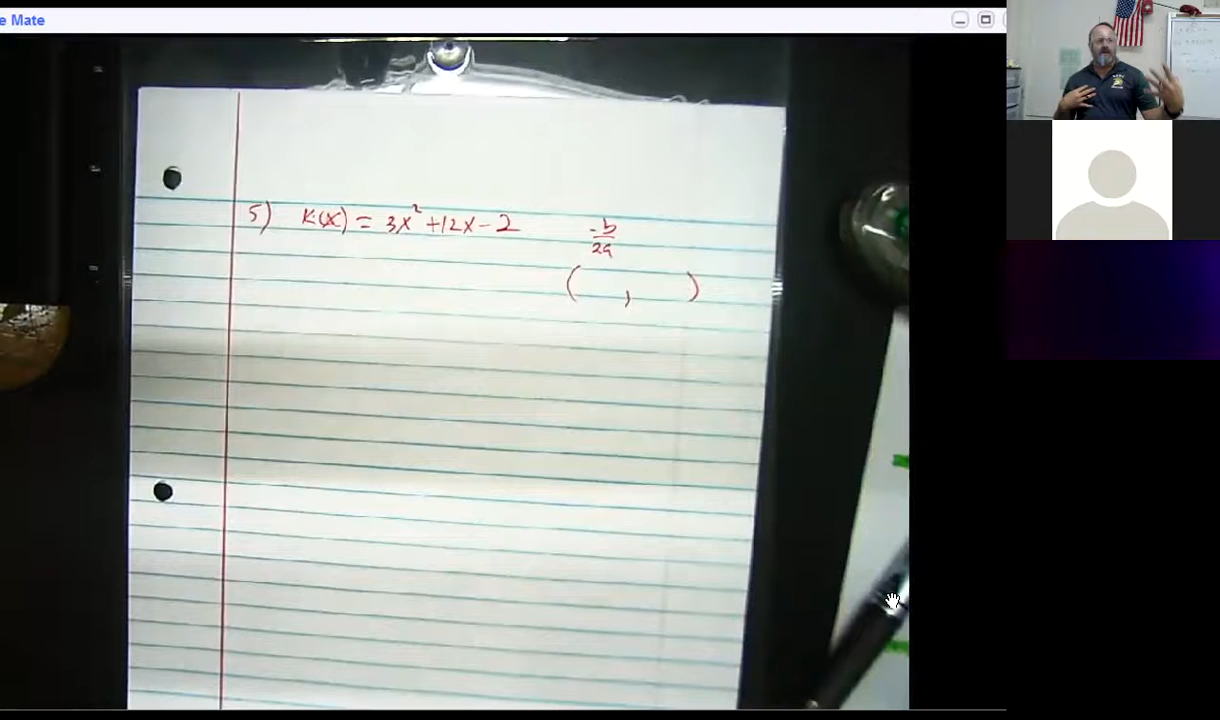 e Mate
5) K(x) = 3x² + 12x - 2
-b
2a
( , )